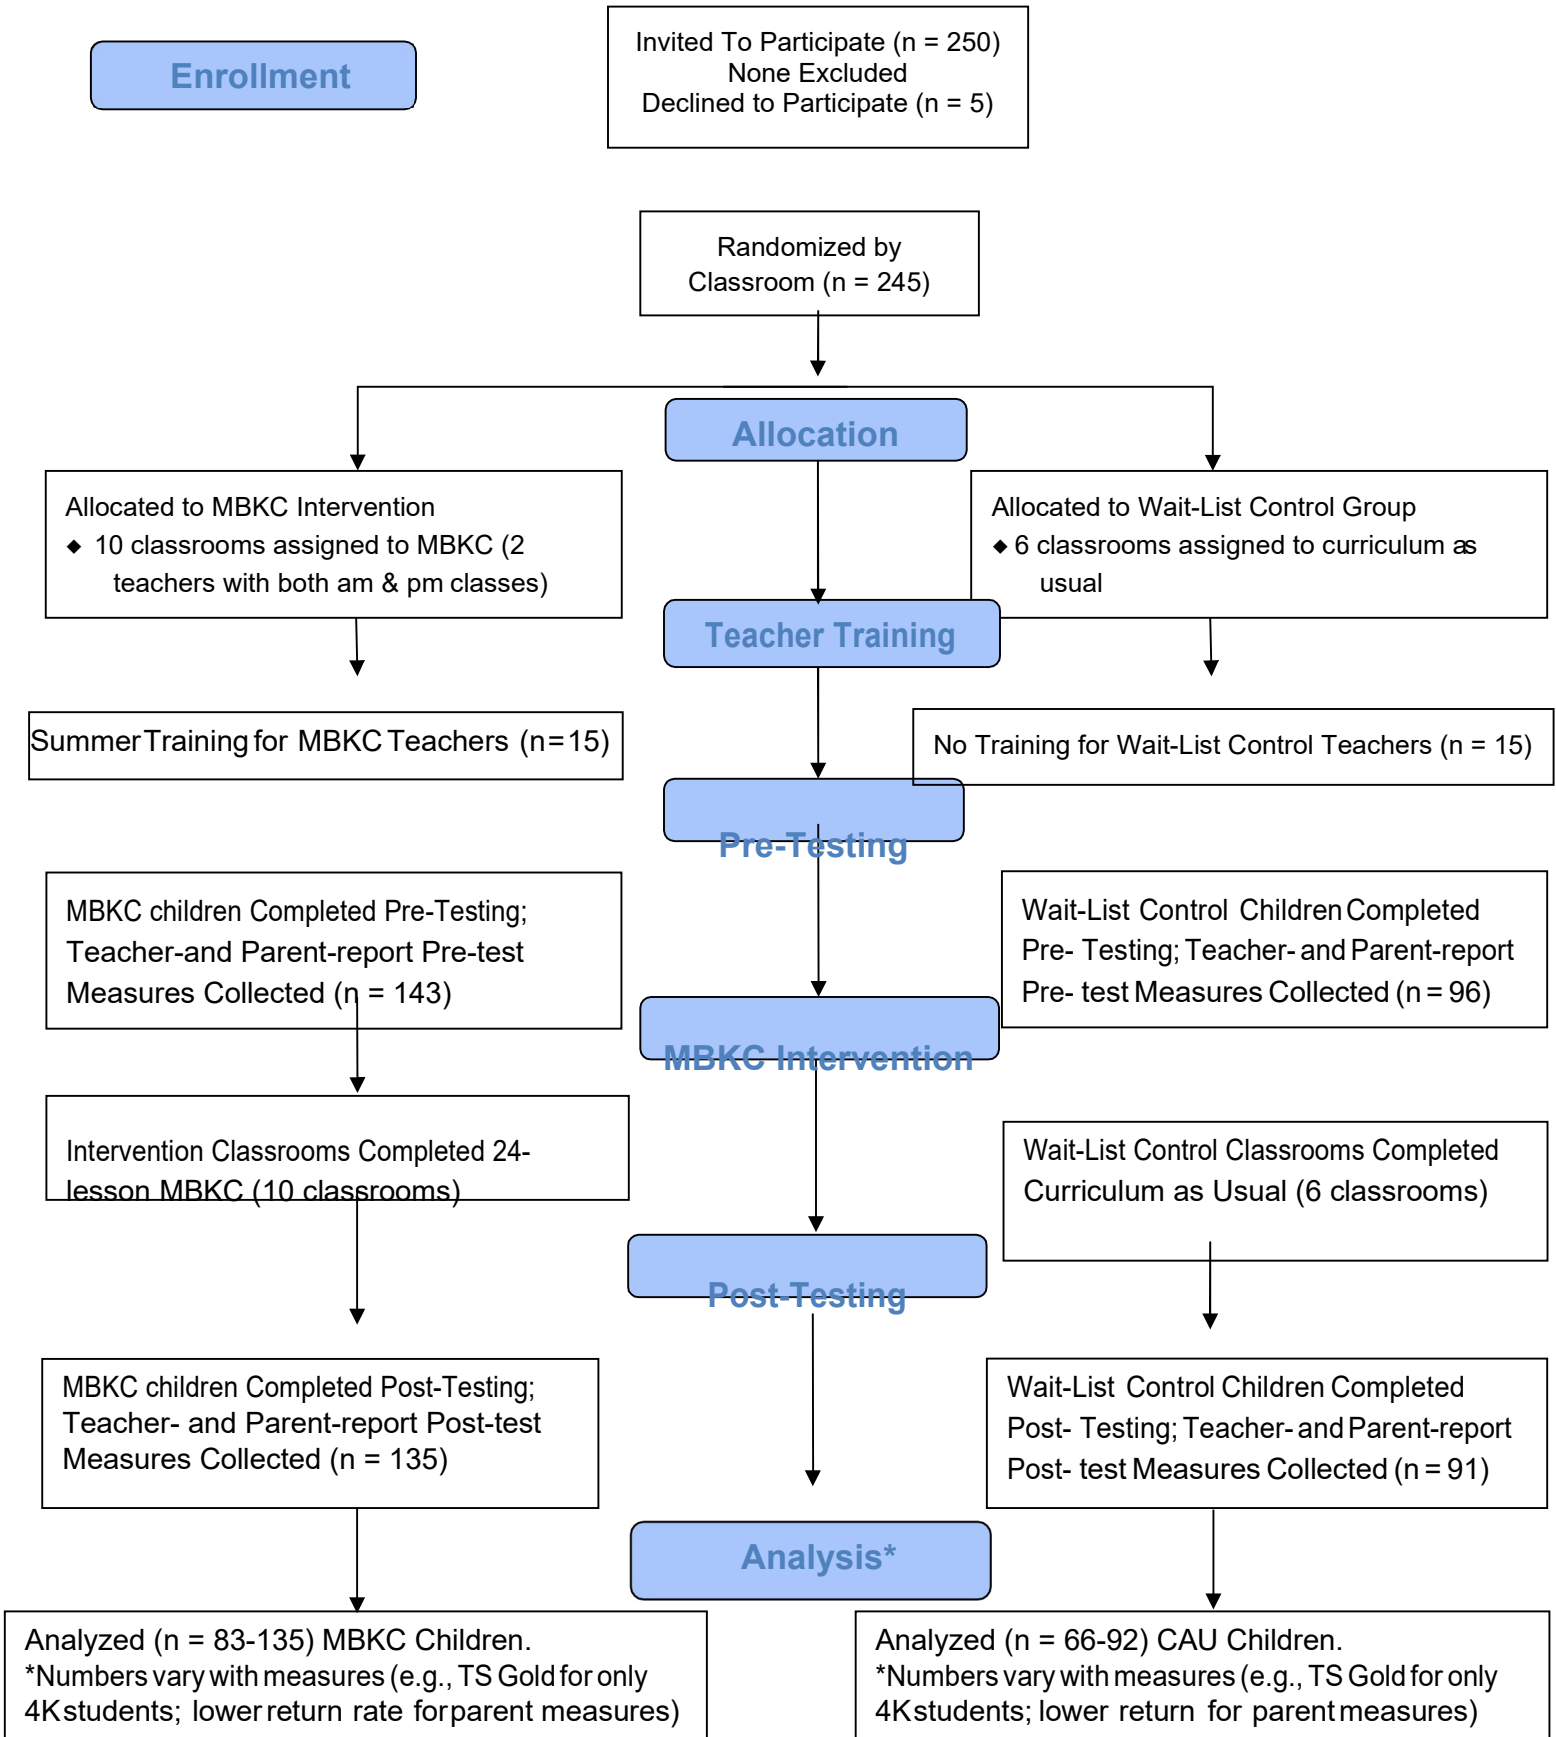 Enrollment
Invited To Participate (n = 250)
None Excluded
Declined to Participate (n = 5)
Randomized by
Classroom (n = 245)
Allocation
Allocated to MBKC Intervention
◆ 10 classrooms assigned to MBKC (2
teachers with both am & pm classes)
Allocated to Wait-List Control Group
◆ 6 classrooms assigned to curriculum as
usual
Teacher Training
Summer Training for MBKC Teachers (n=15)
No Training for Wait-List Control Teachers (n = 15)
Pre-Testing
MBKC children Completed Pre-Testing;
Teacher-and Parent-report Pre-test
Measures Collected (n = 143)
Wait-List Control Children Completed
Pre- Testing; Teacher- and Parent-report
Pre- test Measures Collected (n = 96)
MBKC Intervention
Intervention Classrooms Completed 24-
lesson MBKC (10 classrooms)
Wait-List Control Classrooms Completed
Curriculum as Usual (6 classrooms)
Post-Testing
MBKC children Completed Post-Testing;
Teacher- and Parent-report Post-test
Measures Collected (n = 135)
Wait-List Control Children Completed
Post- Testing; Teacher- and Parent-report
Post- test Measures Collected (n = 91)
Analysis*
Analyzed (n = 83-135) MBKC Children.
*Numbers vary with measures (e.g., TS Gold for only
4K students; lower return rate for parent measures)
Analyzed (n = 66-92) CAU Children.
*Numbers vary with measures (e.g., TS Gold for only
4K students; lower return for parent measures)